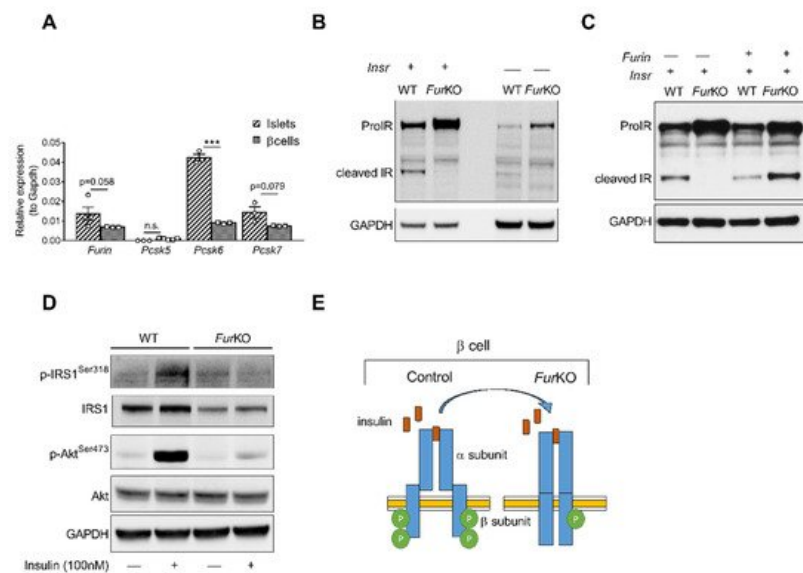 A
Relative expression
(to Gapdh)
0.05
0.04
0.03
0.02
0.01
0.00
Islets
βcells
p=0.058
n.s.
***
p=0.079
Furin
Pcsk5
Pcsk6
Pcsk7
B
Insr + + — —
WT FurKO WT FurKO
ProIR
cleaved IR
GAPDH
C
Furin — — + +
Insr + + + +
WT FurKO WT FurKO
ProIR
cleaved IR
GAPDH
D
WT FurKO
p-IRS1Ser318
IRS1
p-AktSer473
Akt
GAPDH
Insulin (100nM) — + — +
E
β cell
Control FurKO
insulin
α subunit
β subunit
P
P
P
P
P